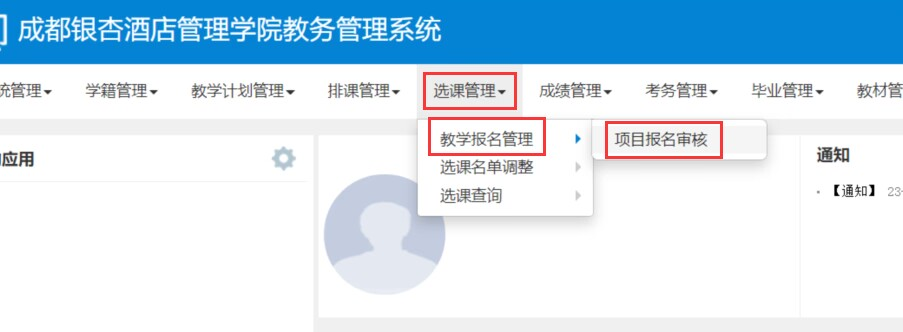 成都银杏酒店管理学院教务管理系统
统管理 学籍管理 教学计划管理 排课管理 选课管理 成绩管理 考务管理 毕业管理 教材管
教学报名管理 项目报名审核
应用
选课名单调整
选课查询
通知
【通知】 23-